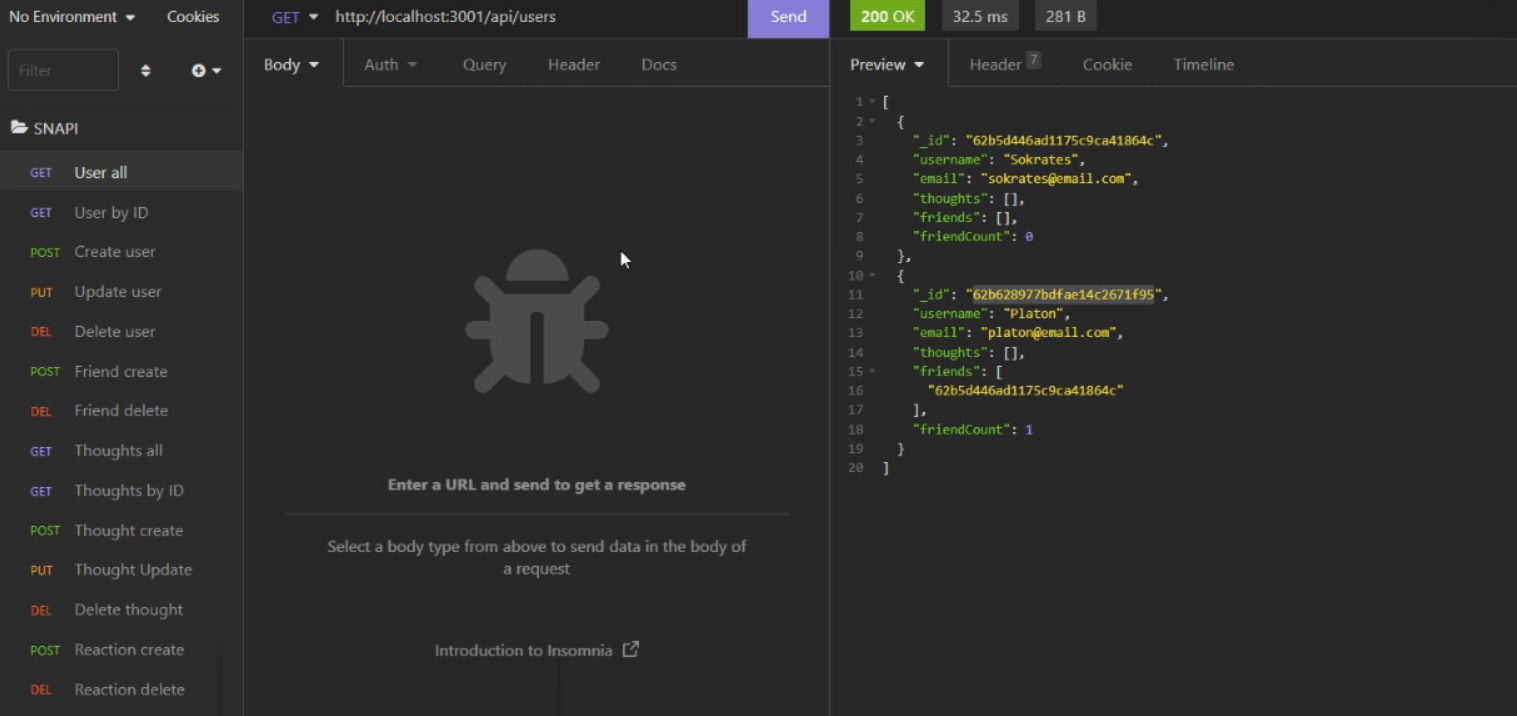 No Environment
Cookies
GET http://localhost:3001/api/users
Send
200 OK
32.5 ms
281 B
Filter
SNAPI
GET User all
GET User by ID
POST Create user
PUT Update user
DEL Delete user
POST Friend create
DEL Friend delete
GET Thoughts all
GET Thoughts by ID
POST Thought create
PUT Thought Update
DEL Delete thought
POST Reaction create
DEL Reaction delete
Body
Auth
Query
Header
Docs
Enter a URL and send to get a response
Select a body type from above to send data in the body of
a request
Introduction to Insomnia
Preview
Header 7
Cookie
Timeline
1 [
2 {
3 "_id": "62b5d446ad1175c9ca41864c",
4 "username": "Sokrates",
5 "email": "sokrates@email.com",
6 "thoughts": [],
7 "friends": [],
8 "friendCount": 0
9 },
10 {
11 "_id": "62b628977bdfae14c2671f95",
12 "username": "Platon",
13 "email": "platon@email.com",
14 "thoughts": [],
15 "friends": [
16 "62b5d446ad1175c9ca41864c"
17 ],
18 "friendCount": 1
19 }
20 ]